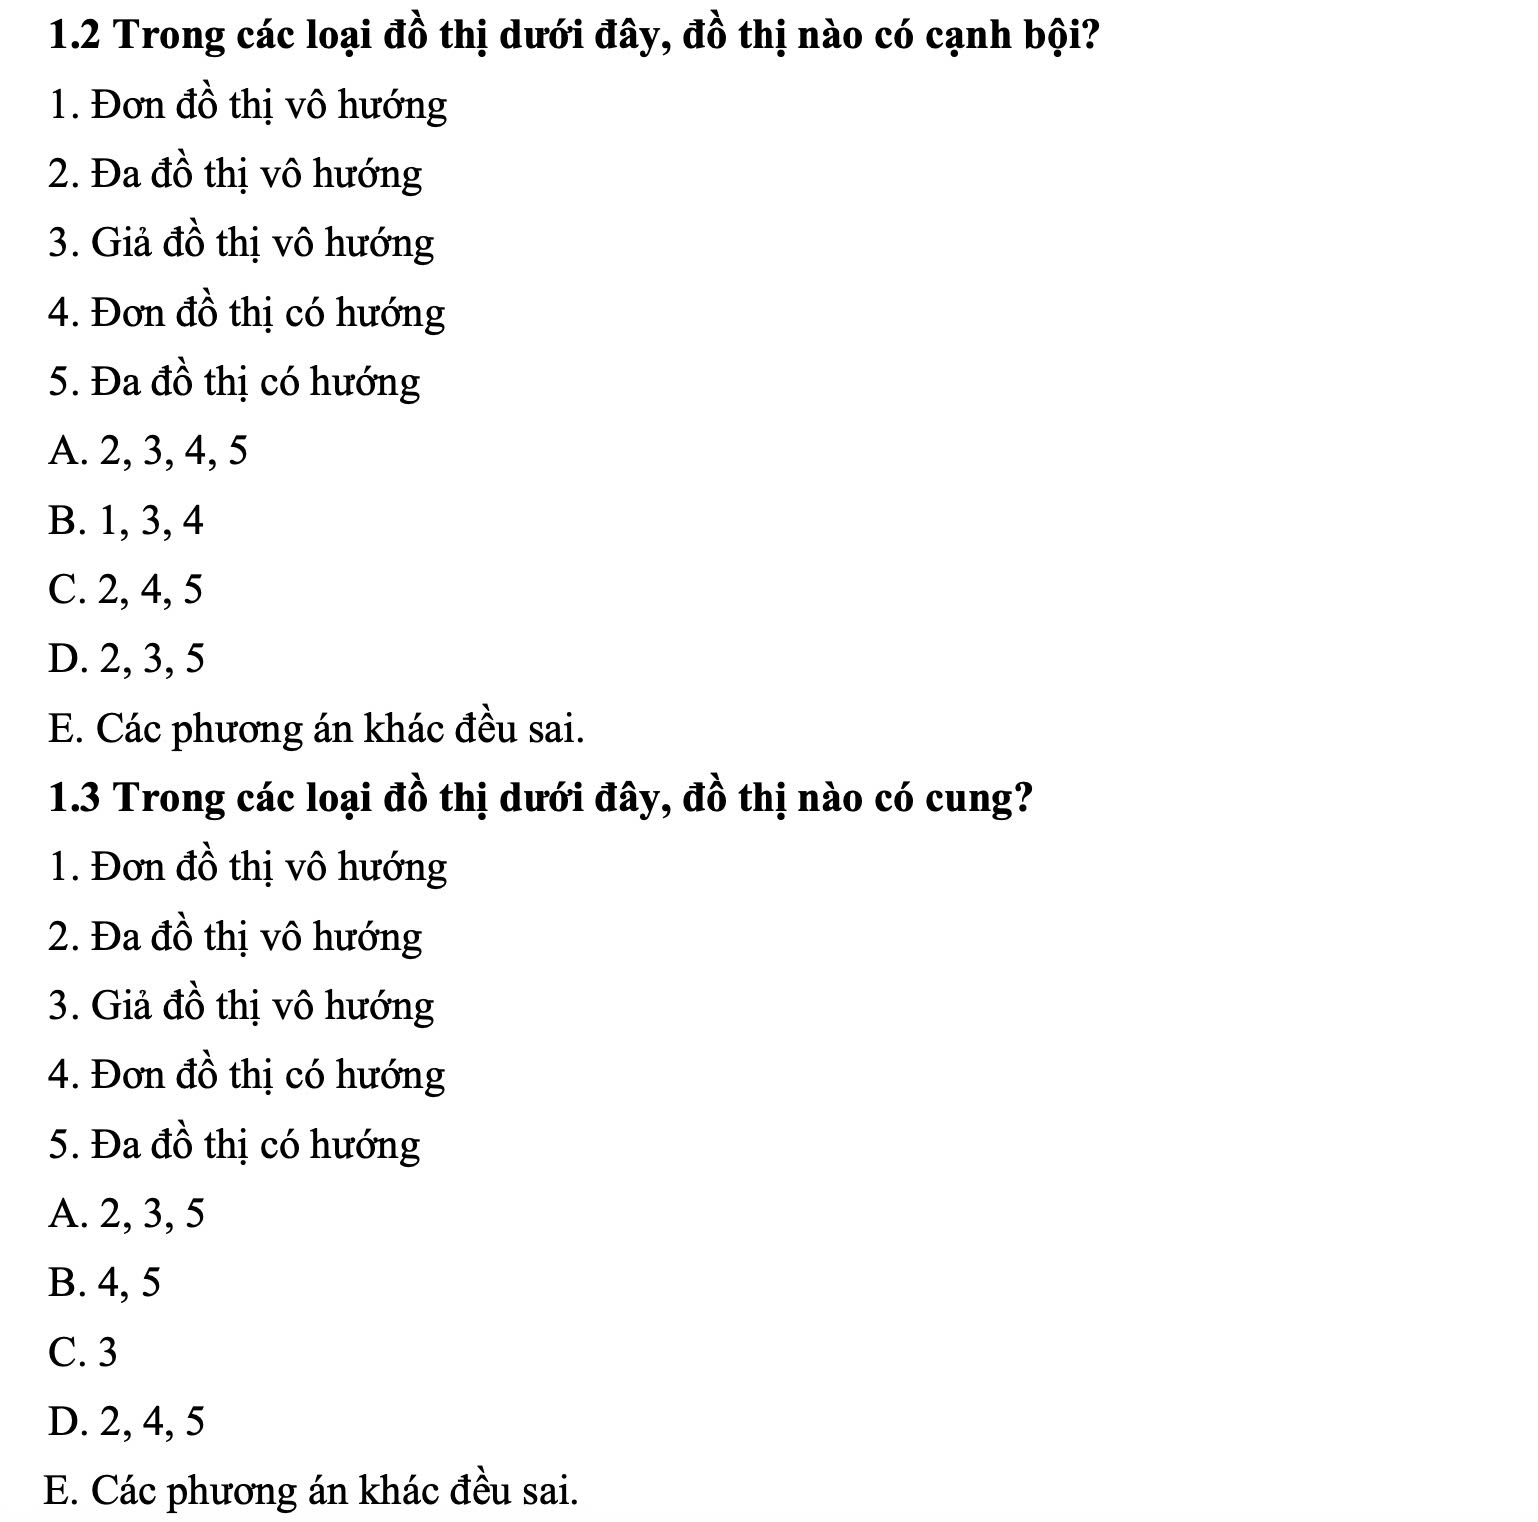 1.2 Trong các loại đồ thị dưới đây, đồ thị nào có cạnh bội?
1. Đơn đồ thị vô hướng
2. Đa đồ thị vô hướng
3. Giả đồ thị vô hướng
4. Đơn đồ thị có hướng
5. Đa đồ thị có hướng
A. 2, 3, 4, 5
B. 1, 3, 4
C. 2, 4, 5
D. 2, 3, 5
E. Các phương án khác đều sai.
1.3 Trong các loại đồ thị dưới đây, đồ thị nào có cung?
1. Đơn đồ thị vô hướng
2. Đa đồ thị vô hướng
3. Giả đồ thị vô hướng
4. Đơn đồ thị có hướng
5. Đa đồ thị có hướng
A. 2, 3, 5
B. 4, 5
C. 3
D. 2, 4, 5
E. Các phương án khác đều sai.